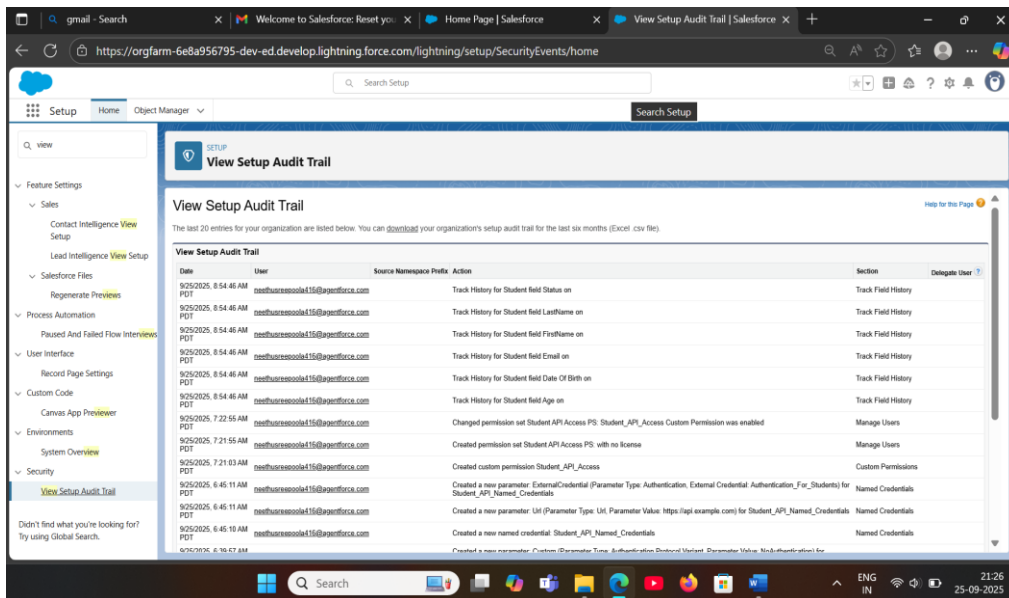 gmail - Search
Welcome to Salesforce: Reset you
Home Page | Salesforce
View Setup Audit Trail | Salesforce
https://orgfarm-6e8a956795-dev-ed.develop.lightning.force.com/lightning/setup/SecurityEvents/home
Search Setup
Setup
Home
Object Manager
Search Setup
view
SETUP
View Setup Audit Trail
Feature Settings
Sales
Contact Intelligence View
Setup
Lead Intelligence View Setup
Salesforce Files
Regenerate Previews
Process Automation
Paused And Failed Flow Interviews
User Interface
Record Page Settings
Custom Code
Canvas App Previewer
Environments
System Overview
Security
View Setup Audit Trail
Didn't find what you're looking for?
Try using Global Search.
View Setup Audit Trail
Help for this Page
The last 20 entries for your organization are listed below. You can download your organization's setup audit trail for the last six months (Excel .csv file).
View Setup Audit Trail
Date User Source Namespace Prefix Action Section Delegate User ?
9/25/2025, 8:54:46 AM PDT neethusreepoola416@agentforce.com Track History for Student field Status on Track Field History
9/25/2025, 8:54:46 AM PDT neethusreepoola416@agentforce.com Track History for Student field LastName on Track Field History
9/25/2025, 8:54:46 AM PDT neethusreepoola416@agentforce.com Track History for Student field FirstName on Track Field History
9/25/2025, 8:54:46 AM PDT neethusreepoola416@agentforce.com Track History for Student field Email on Track Field History
9/25/2025, 8:54:46 AM PDT neethusreepoola416@agentforce.com Track History for Student field Date Of Birth on Track Field History
9/25/2025, 8:54:46 AM PDT neethusreepoola416@agentforce.com Track History for Student field Age on Track Field History
9/25/2025, 7:22:55 AM PDT neethusreepoola416@agentforce.com Changed permission set Student API Access PS: Student_API_Access Custom Permission was enabled Manage Users
9/25/2025, 7:21:55 AM PDT neethusreepoola416@agentforce.com Created permission set Student API Access PS: with no license Manage Users
9/25/2025, 7:21:03 AM PDT neethusreepoola416@agentforce.com Created custom permission Student_API_Access Custom Permissions
9/25/2025, 6:45:11 AM PDT neethusreepoola416@agentforce.com Created a new parameter: ExternalCredential (Parameter Type: Authentication, External Credential: Authentication_For_Students) for Student_API_Named_Credentials Named Credentials
9/25/2025, 6:45:11 AM PDT neethusreepoola416@agentforce.com Created a new parameter: Url (Parameter Type: Url, Parameter Value: https://api.example.com) for Student_API_Named_Credentials Named Credentials
9/25/2025, 6:45:10 AM PDT neethusreepoola416@agentforce.com Created a new named credential: Student_API_Named_Credentials Named Credentials
9/25/2025, 6:39:57 AM Created a new parameter: Custom (Parameter Type: Authentication Protocol Variant, Parameter Value: NoAuthentication) for
Search
ENG
IN
21:26
25-09-2025